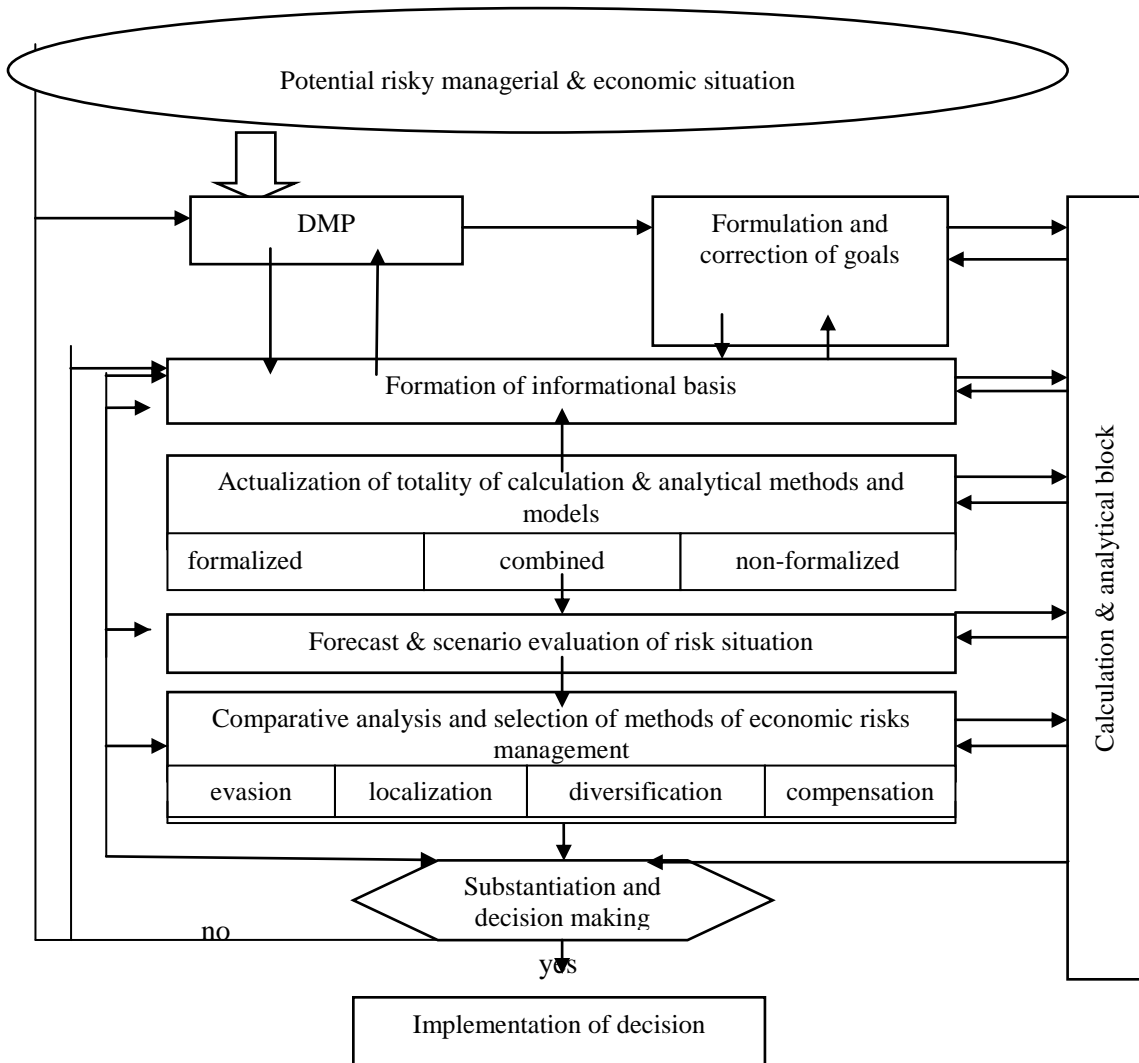 Potential risky managerial & economic situation
DMP
Formulation and
correction of goals
Formation of informational basis
Actualization of totality of calculation & analytical methods and
models
formalized
combined
non-formalized
Forecast & scenario evaluation of risk situation
Comparative analysis and selection of methods of economic risks
management
evasion
localization
diversification
compensation
Substantiation and
decision making
no
yes
Implementation of decision
Calculation & analytical block